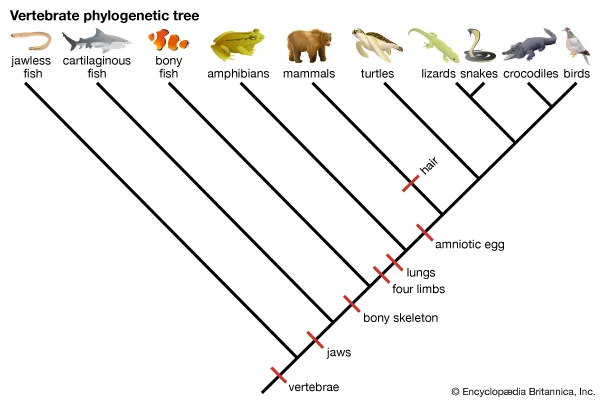 Vertebrate phylogenetic tree
jawless
fish
cartilaginous
fish
bony
fish
amphibians
mammals
turtles
lizards
snakes
crocodiles
birds
hair
amniotic egg
lungs
four limbs
bony skeleton
jaws
vertebrae
© Encyclopædia Britannica, Inc.